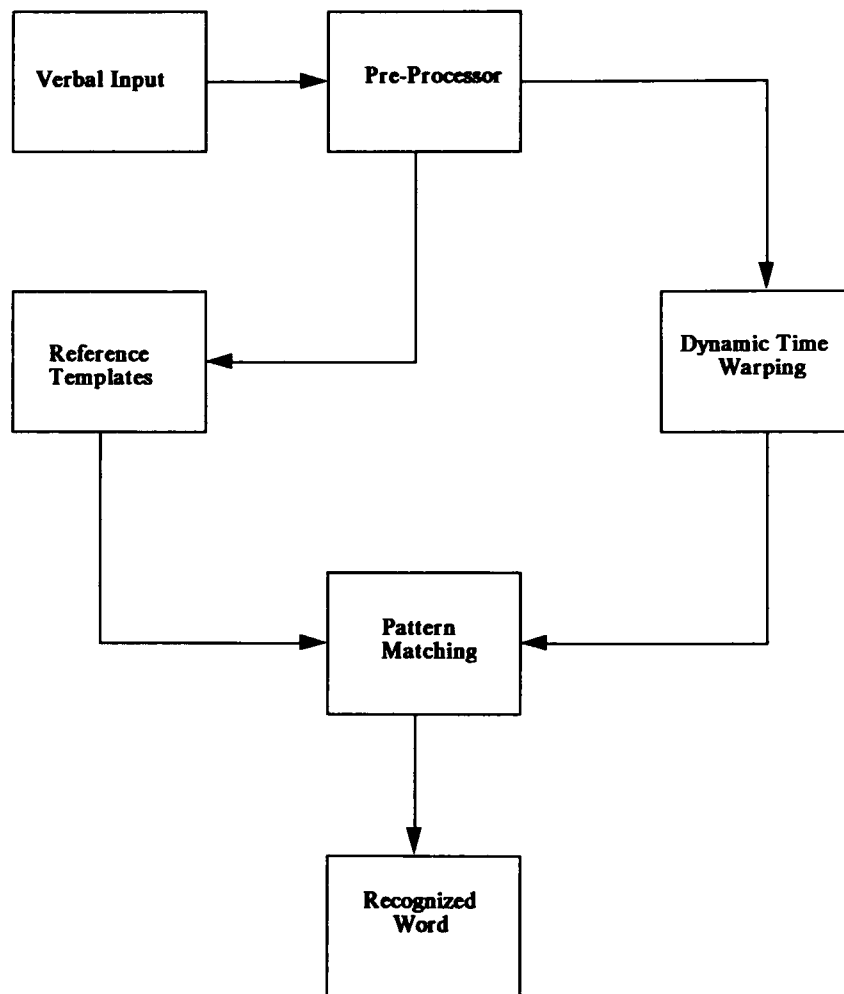 Verbal Input
Pre-Processor
Reference
Templates
Dynamic Time
Warping
Pattern
Matching
Recognized
Word